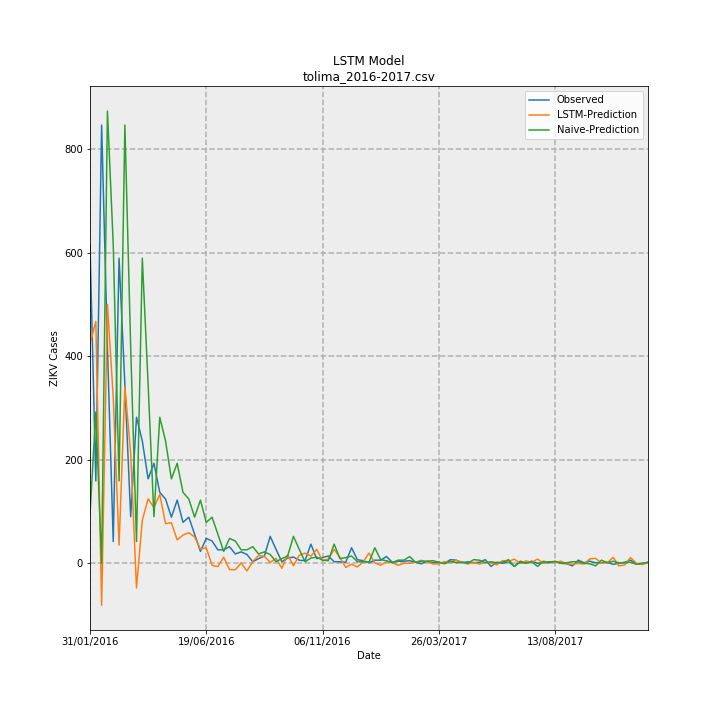 LSTM Model
tolima_2016-2017.csv
Observed
LSTM-Prediction
Naive-Prediction
800
600
400
200
0
ZIKV Cases
31/01/2016
19/06/2016
06/11/2016
26/03/2017
13/08/2017
Date